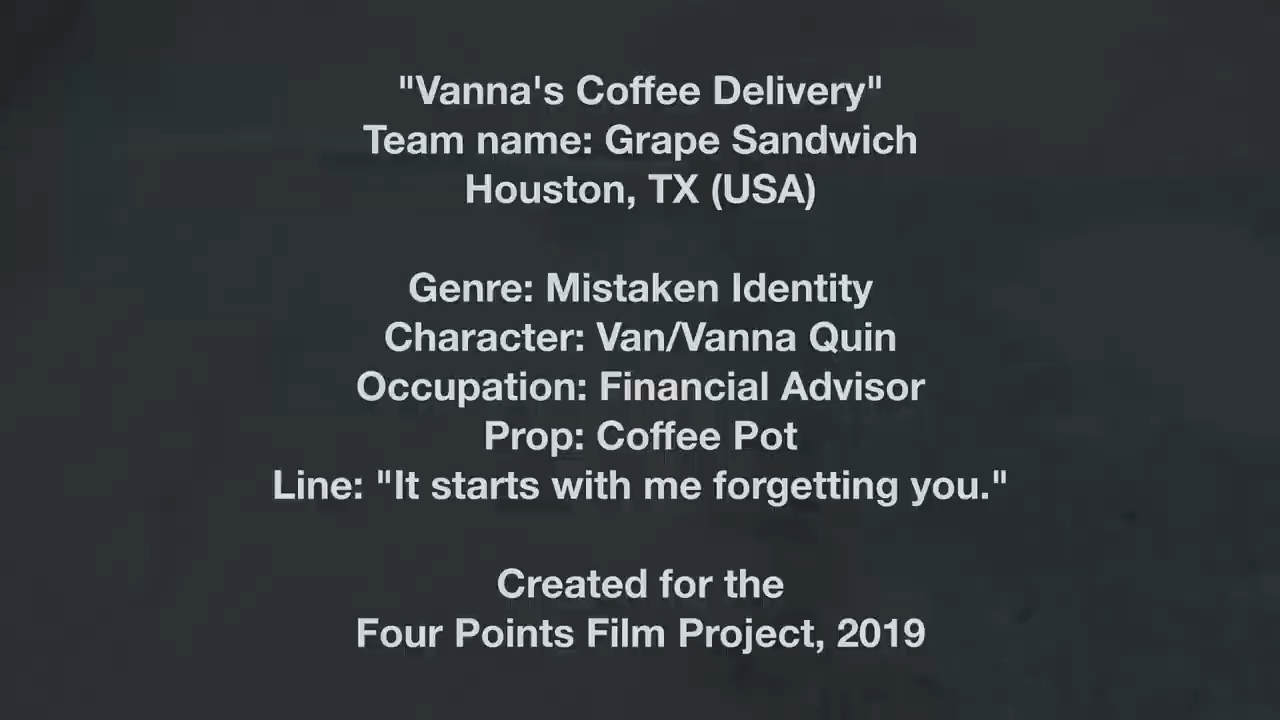 "Vanna's Coffee Delivery"
Team name: Grape Sandwich
Houston, TX (USA)
Genre: Mistaken Identity
Character: Van/Vanna Quin
Occupation: Financial Advisor
Prop: Coffee Pot
Line: "It starts with me forgetting you."
Created for the
Four Points Film Project, 2019